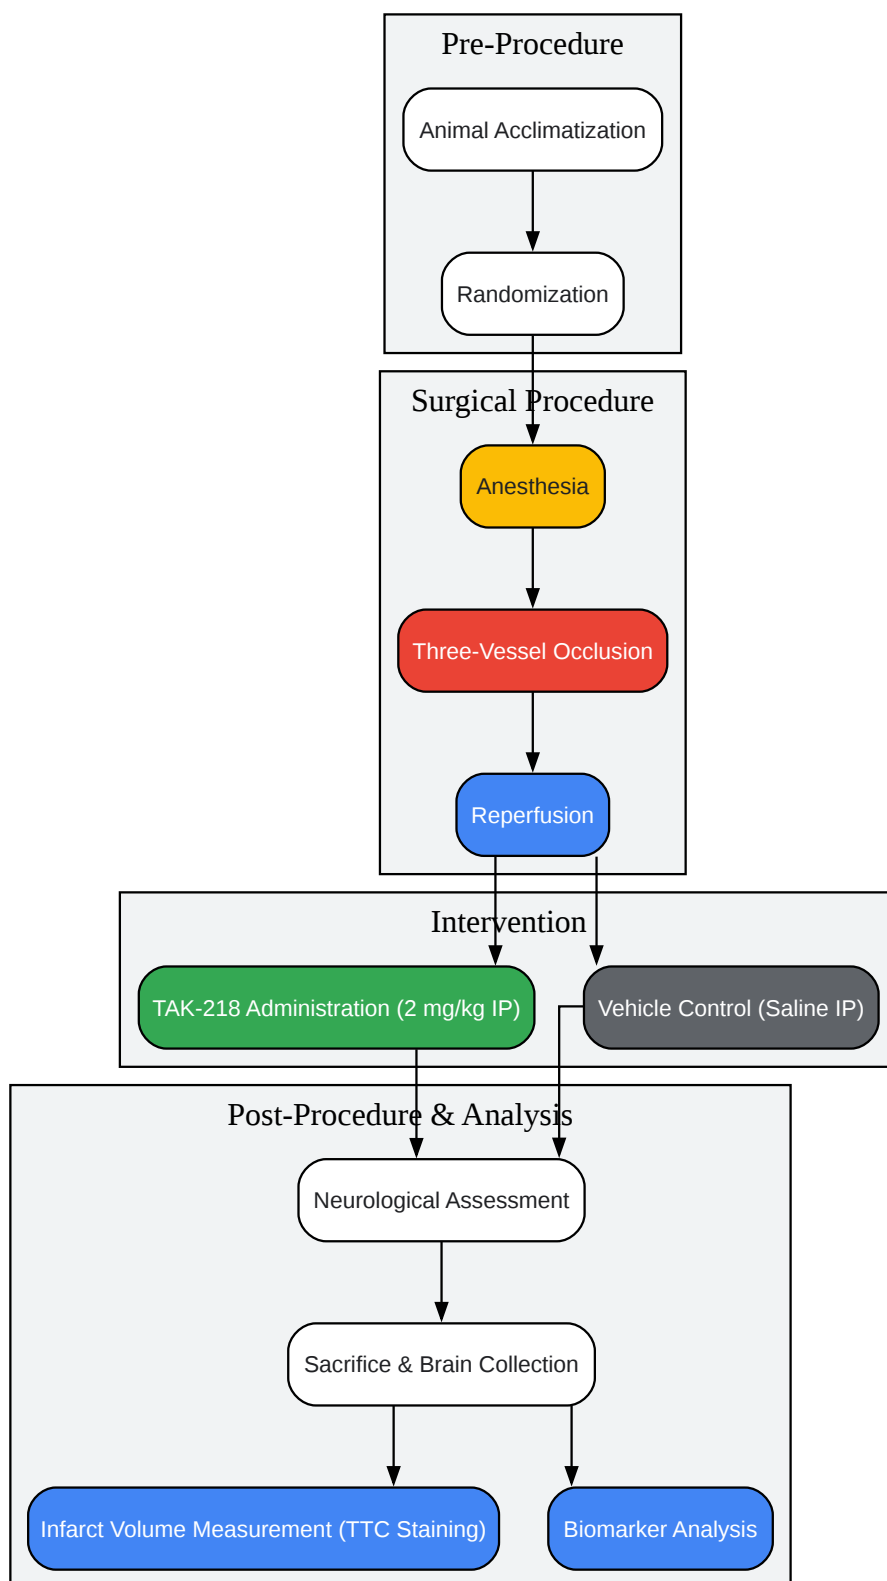 Pre-Procedure
Animal Acclimatization
Randomization
Surgical Procedure
Anesthesia
Three-Vessel Occlusion
Reperfusion
Intervention
TAK-218 Administration (2 mg/kg IP)
Vehicle Control (Saline IP)
Post-Procedure & Analysis
Neurological Assessment
Sacrifice & Brain Collection
Infarct Volume Measurement (TTC Staining)
Biomarker Analysis